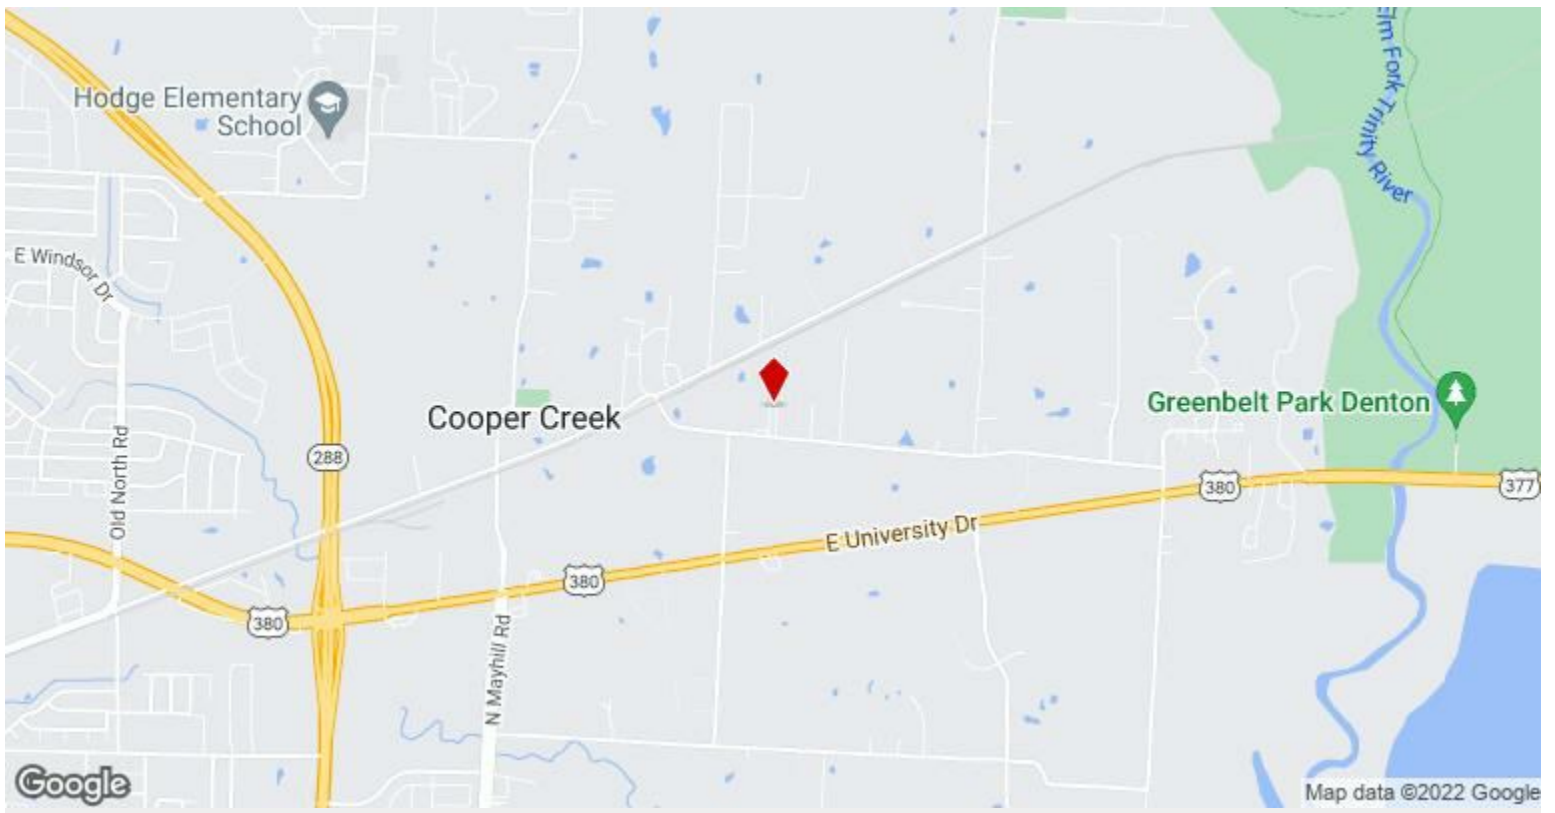 Elm Fork Trinity River
Hodge Elementary
School
E Windsor Dr
Greenbelt Park Denton
Cooper Creek
Old North Rd
288
380
377
E University Dr
380
380
N Mayhill Rd
Google
Map data ©2022 Google